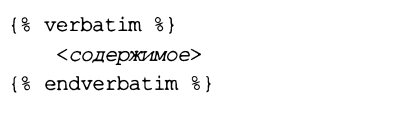 {% verbatim %}
<содержимое>
{% endverbatim %}